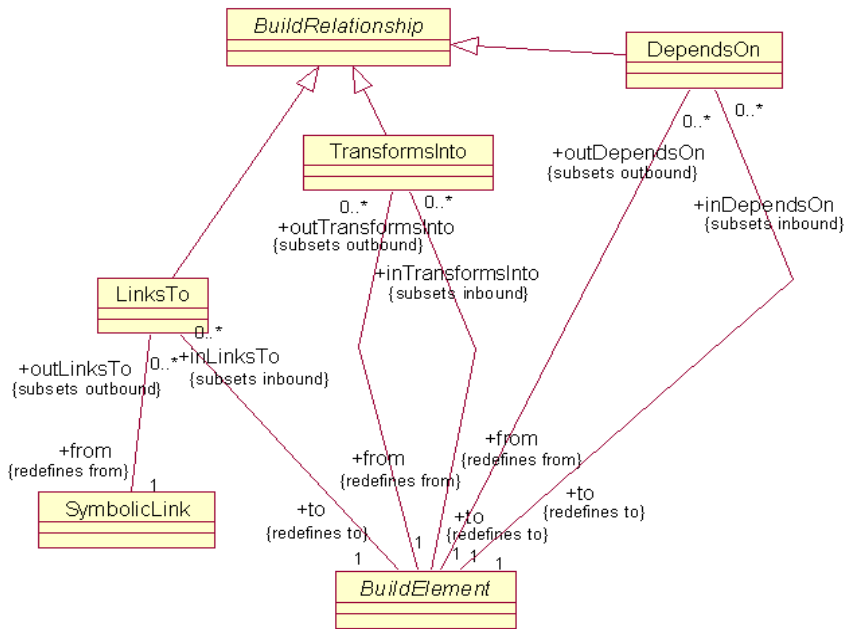 BuildRelationship
DependsOn
TransformsInto
0..*
0..*
+outDependsOn
{subsets outbound}
+inDependsOn
{subsets inbound}
0..*
0..*
+outTransformsInto
{subsets outbound}
+inTransformsInto
{subsets inbound}
LinksTo
0..*
0..*
+outLinksTo
{subsets outbound}
+inLinksTo
{subsets inbound}
+from
{redefines from}
1
SymbolicLink
+from
{redefines from}
+from
{redefines from}
+to
{redefines to}
+to
{redefines to}
+to
{redefines to}
1
1
1
1
1
BuildElement